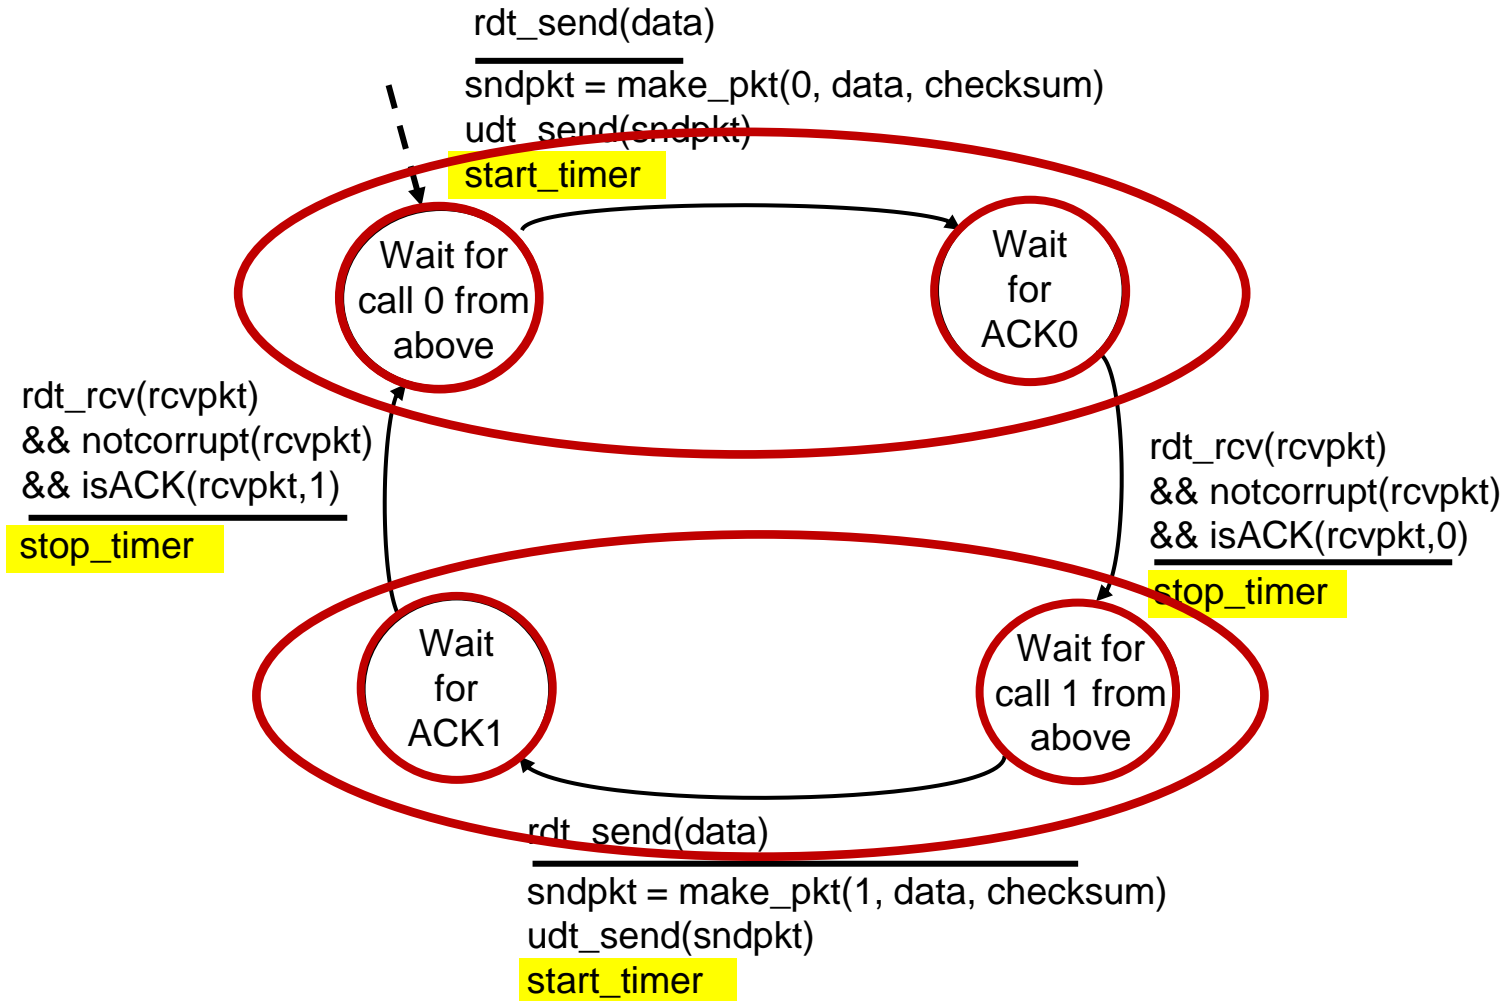 rdt_send(data)
sndpkt = make_pkt(0, data, checksum)
udt_send(sndpkt)
start_timer
Wait for
call 0 from
above
Wait
for
ACK0
rdt_rcv(rcvpkt)
&& notcorrupt(rcvpkt)
&& isACK(rcvpkt,1)
stop_timer
rdt_rcv(rcvpkt)
&& notcorrupt(rcvpkt)
&& isACK(rcvpkt,0)
stop_timer
Wait
for
ACK1
Wait for
call 1 from
above
rdt_send(data)
sndpkt = make_pkt(1, data, checksum)
udt_send(sndpkt)
start_timer